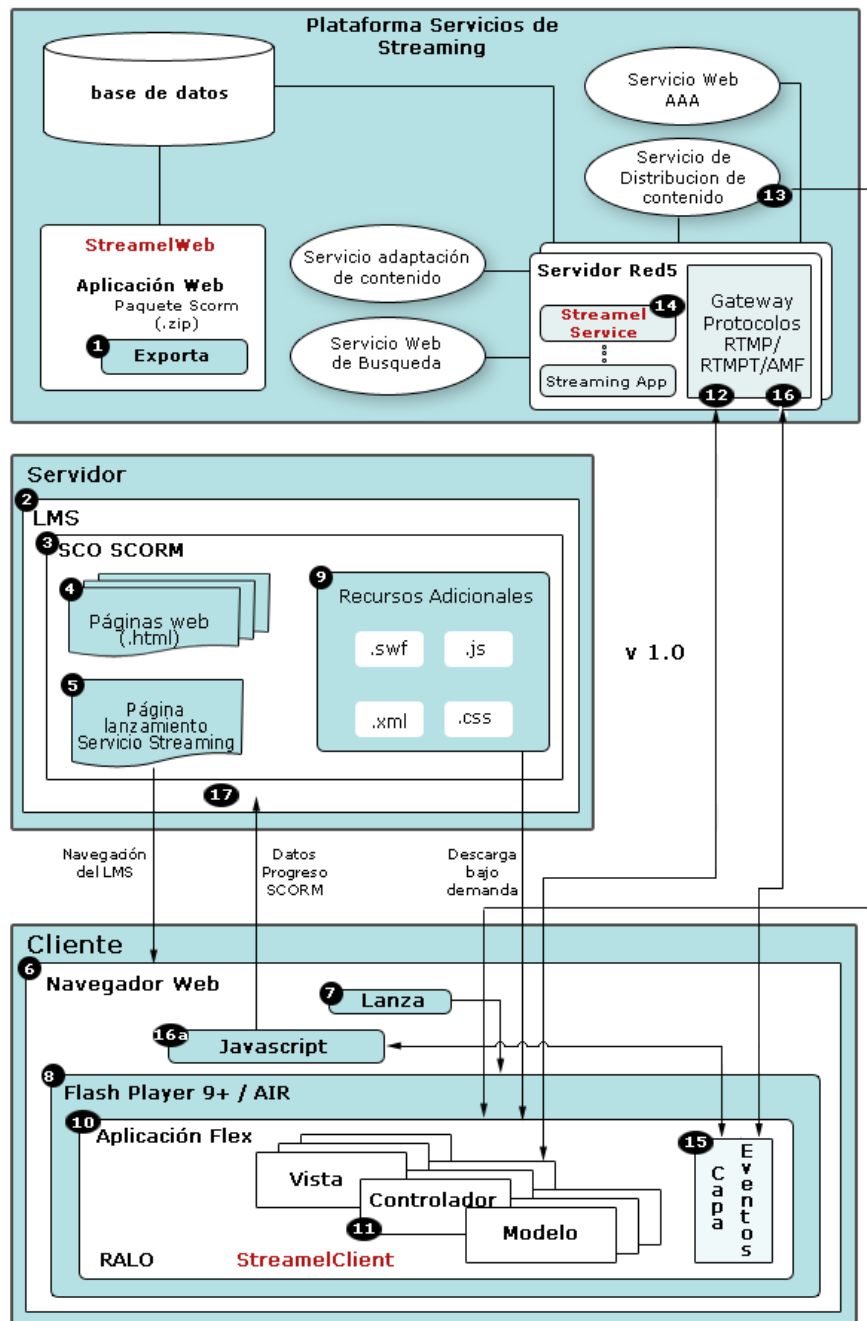 Plataforma Servicios de
Streaming
base de datos
Servicio Web
AAA
Servicio de
Distribucion de
contenido
13
StreamelWeb
Aplicación Web
Paquete Scorm
(.zip)
1
Exporta
Servicio adaptación
de contenido
Servicio Web
de Busqueda
Servidor Red5
14
Streamel
Service
Streaming App
Gateway
Protocolos
RTMP/
RTMPT/AMF
12
16
Servidor
2
LMS
3
SCO SCORM
4
Páginas web
(.html)
5
Página
lanzamiento
Servicio Streaming
9
Recursos Adicionales
.swf
.js
.xml
.css
v 1.0
17
Navegación
del LMS
Datos
Progreso
SCORM
Descarga
bajo
demanda
Cliente
6
Navegador Web
7
Lanza
16a
Javascript
8
Flash Player 9+ / AIR
10
Aplicación Flex
Vista
Controlador
11
Modelo
15
Capa
Eventos
RALO
StreamelClient